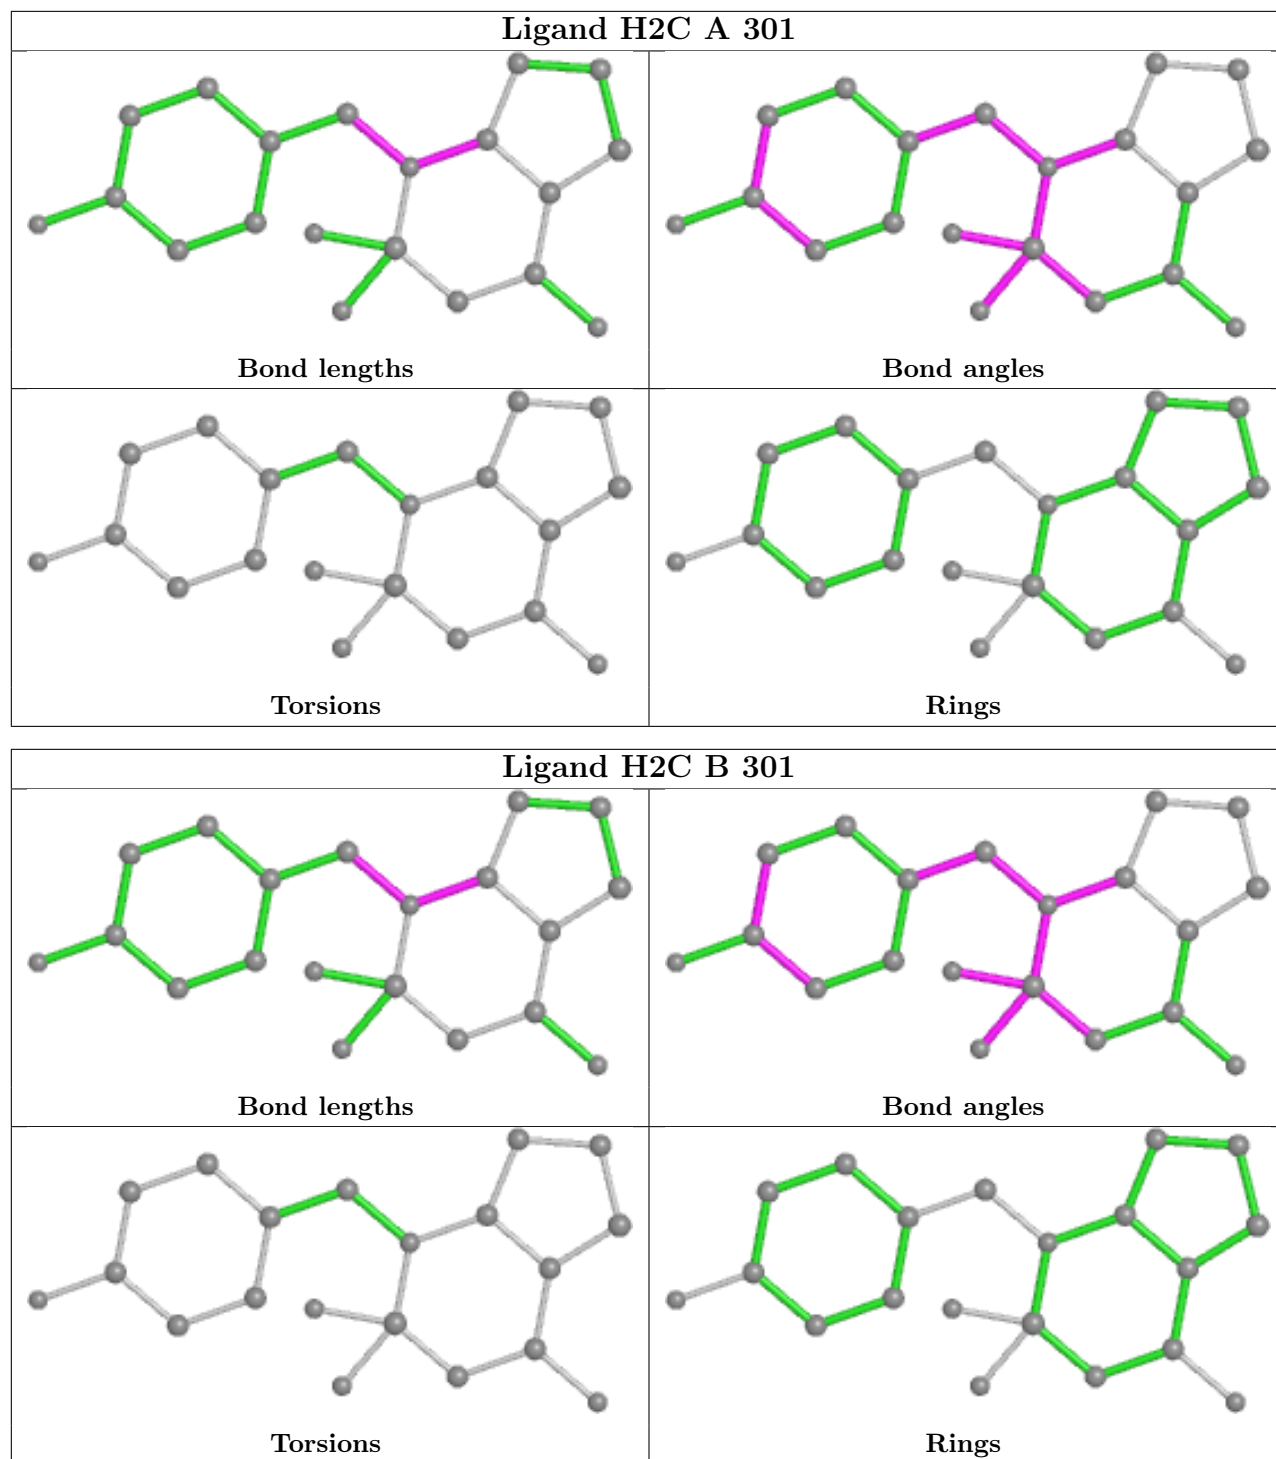 Ligand H2C A 301
Bond lengths
Bond angles
Torsions
Rings
Ligand H2C B 301
Bond lengths
Bond angles
Torsions
Rings